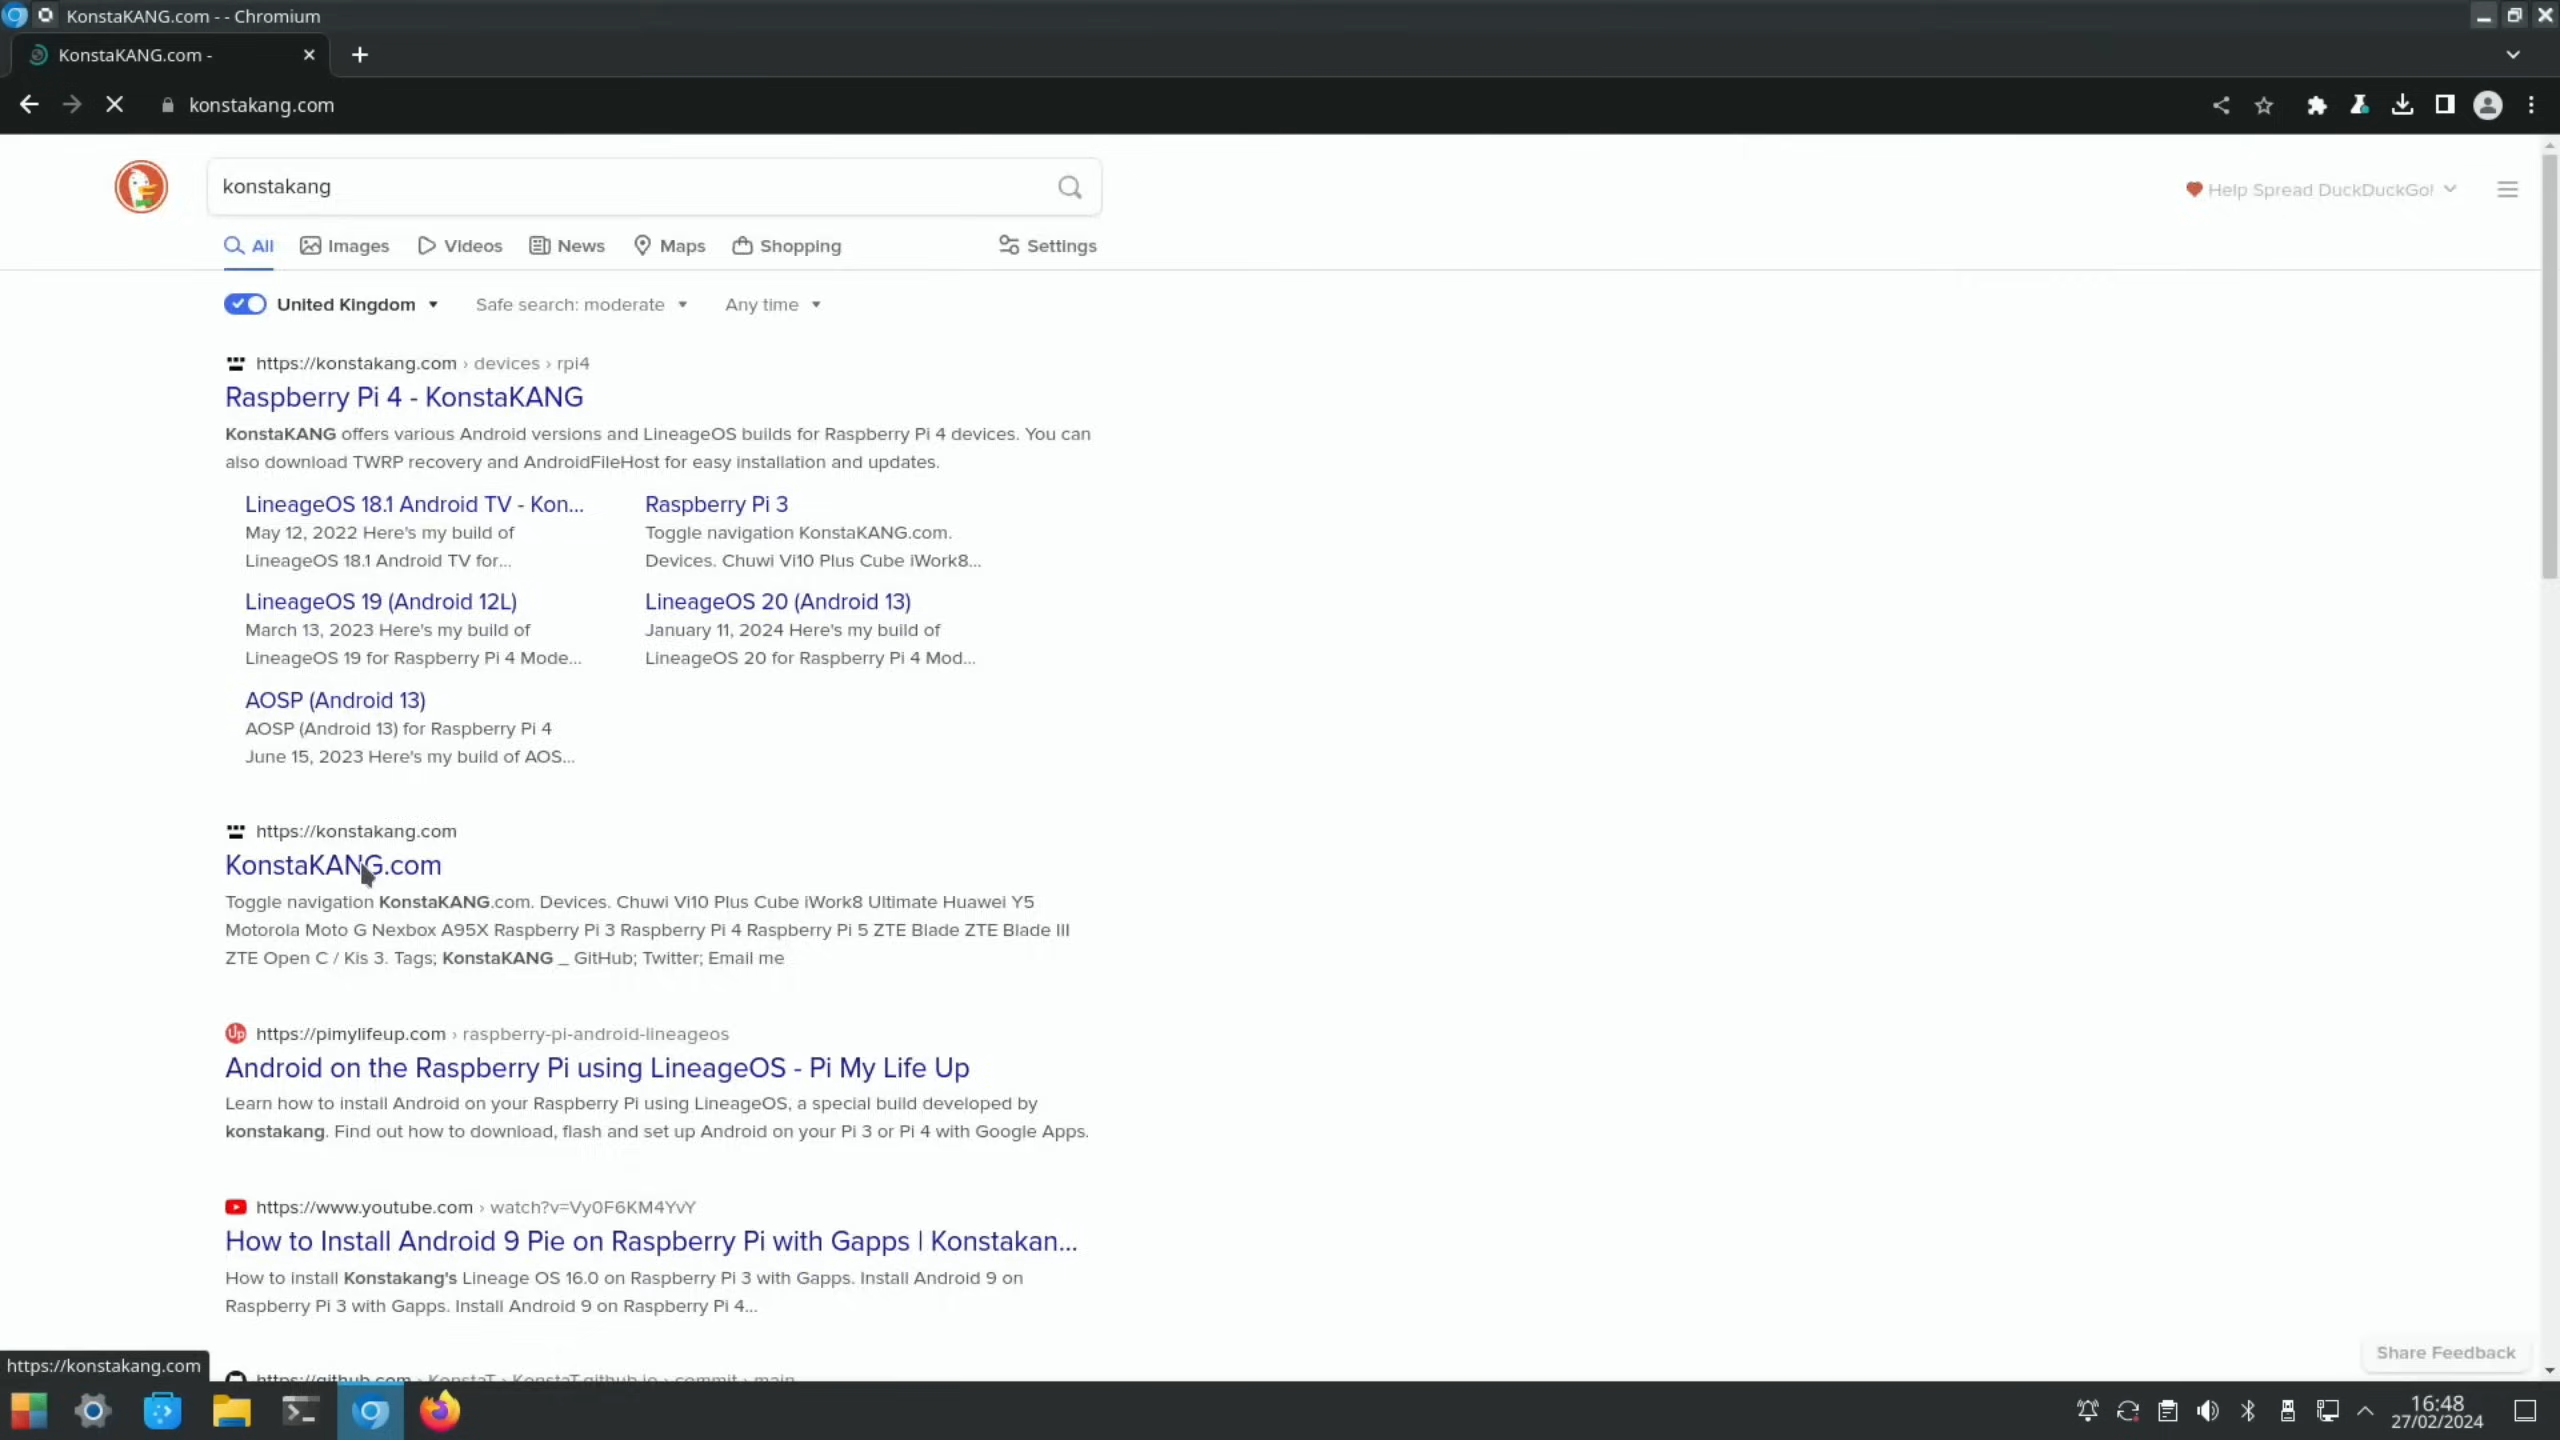 KonstaKANG.com - - Chromium
KonstaKANG.com -
konstakang.com
konstakang
Help Spread DuckDuckGo!
All Images Videos News Maps Shopping Settings
United Kingdom Safe search: moderate Any time
https://konstakang.com › devices › rpi4
Raspberry Pi 4 - KonstaKANG
KonstaKANG offers various Android versions and LineageOS builds for Raspberry Pi 4 devices. You can
also download TWRP recovery and AndroidFileHost for easy installation and updates.
LineageOS 18.1 Android TV - Kon...
May 12, 2022 Here's my build of
LineageOS 18.1 Android TV for...
Raspberry Pi 3
Toggle navigation KonstaKANG.com.
Devices. Chuwi Vi10 Plus Cube iWork8...
LineageOS 19 (Android 12L)
March 13, 2023 Here's my build of
LineageOS 19 for Raspberry Pi 4 Mode...
LineageOS 20 (Android 13)
January 11, 2024 Here's my build of
LineageOS 20 for Raspberry Pi 4 Mod...
AOSP (Android 13)
AOSP (Android 13) for Raspberry Pi 4
June 15, 2023 Here's my build of AOS...
https://konstakang.com
KonstaKANG.com
Toggle navigation KonstaKANG.com. Devices. Chuwi Vi10 Plus Cube iWork8 Ultimate Huawei Y5
Motorola Moto G Nexbox A95X Raspberry Pi 3 Raspberry Pi 4 Raspberry Pi 5 ZTE Blade ZTE Blade III
ZTE Open C / Kis 3. Tags; KonstaKANG _ GitHub; Twitter; Email me
Up https://pimylifeup.com › raspberry-pi-android-lineageos
Android on the Raspberry Pi using LineageOS - Pi My Life Up
Learn how to install Android on your Raspberry Pi using LineageOS, a special build developed by
konstakang. Find out how to download, flash and set up Android on your Pi 3 or Pi 4 with Google Apps.
https://www.youtube.com › watch?v=Vy0F6KM4YvY
How to Install Android 9 Pie on Raspberry Pi with Gapps | Konstakan...
How to install Konstakang's Lineage OS 16.0 on Raspberry Pi 3 with Gapps. Install Android 9 on
Raspberry Pi 3 with Gapps. Install Android 9 on Raspberry Pi 4...
Share Feedback
https://konstakang.com
https://github.com › KonstaT › KonstaT.github.io › commit › main
16:48
27/02/2024